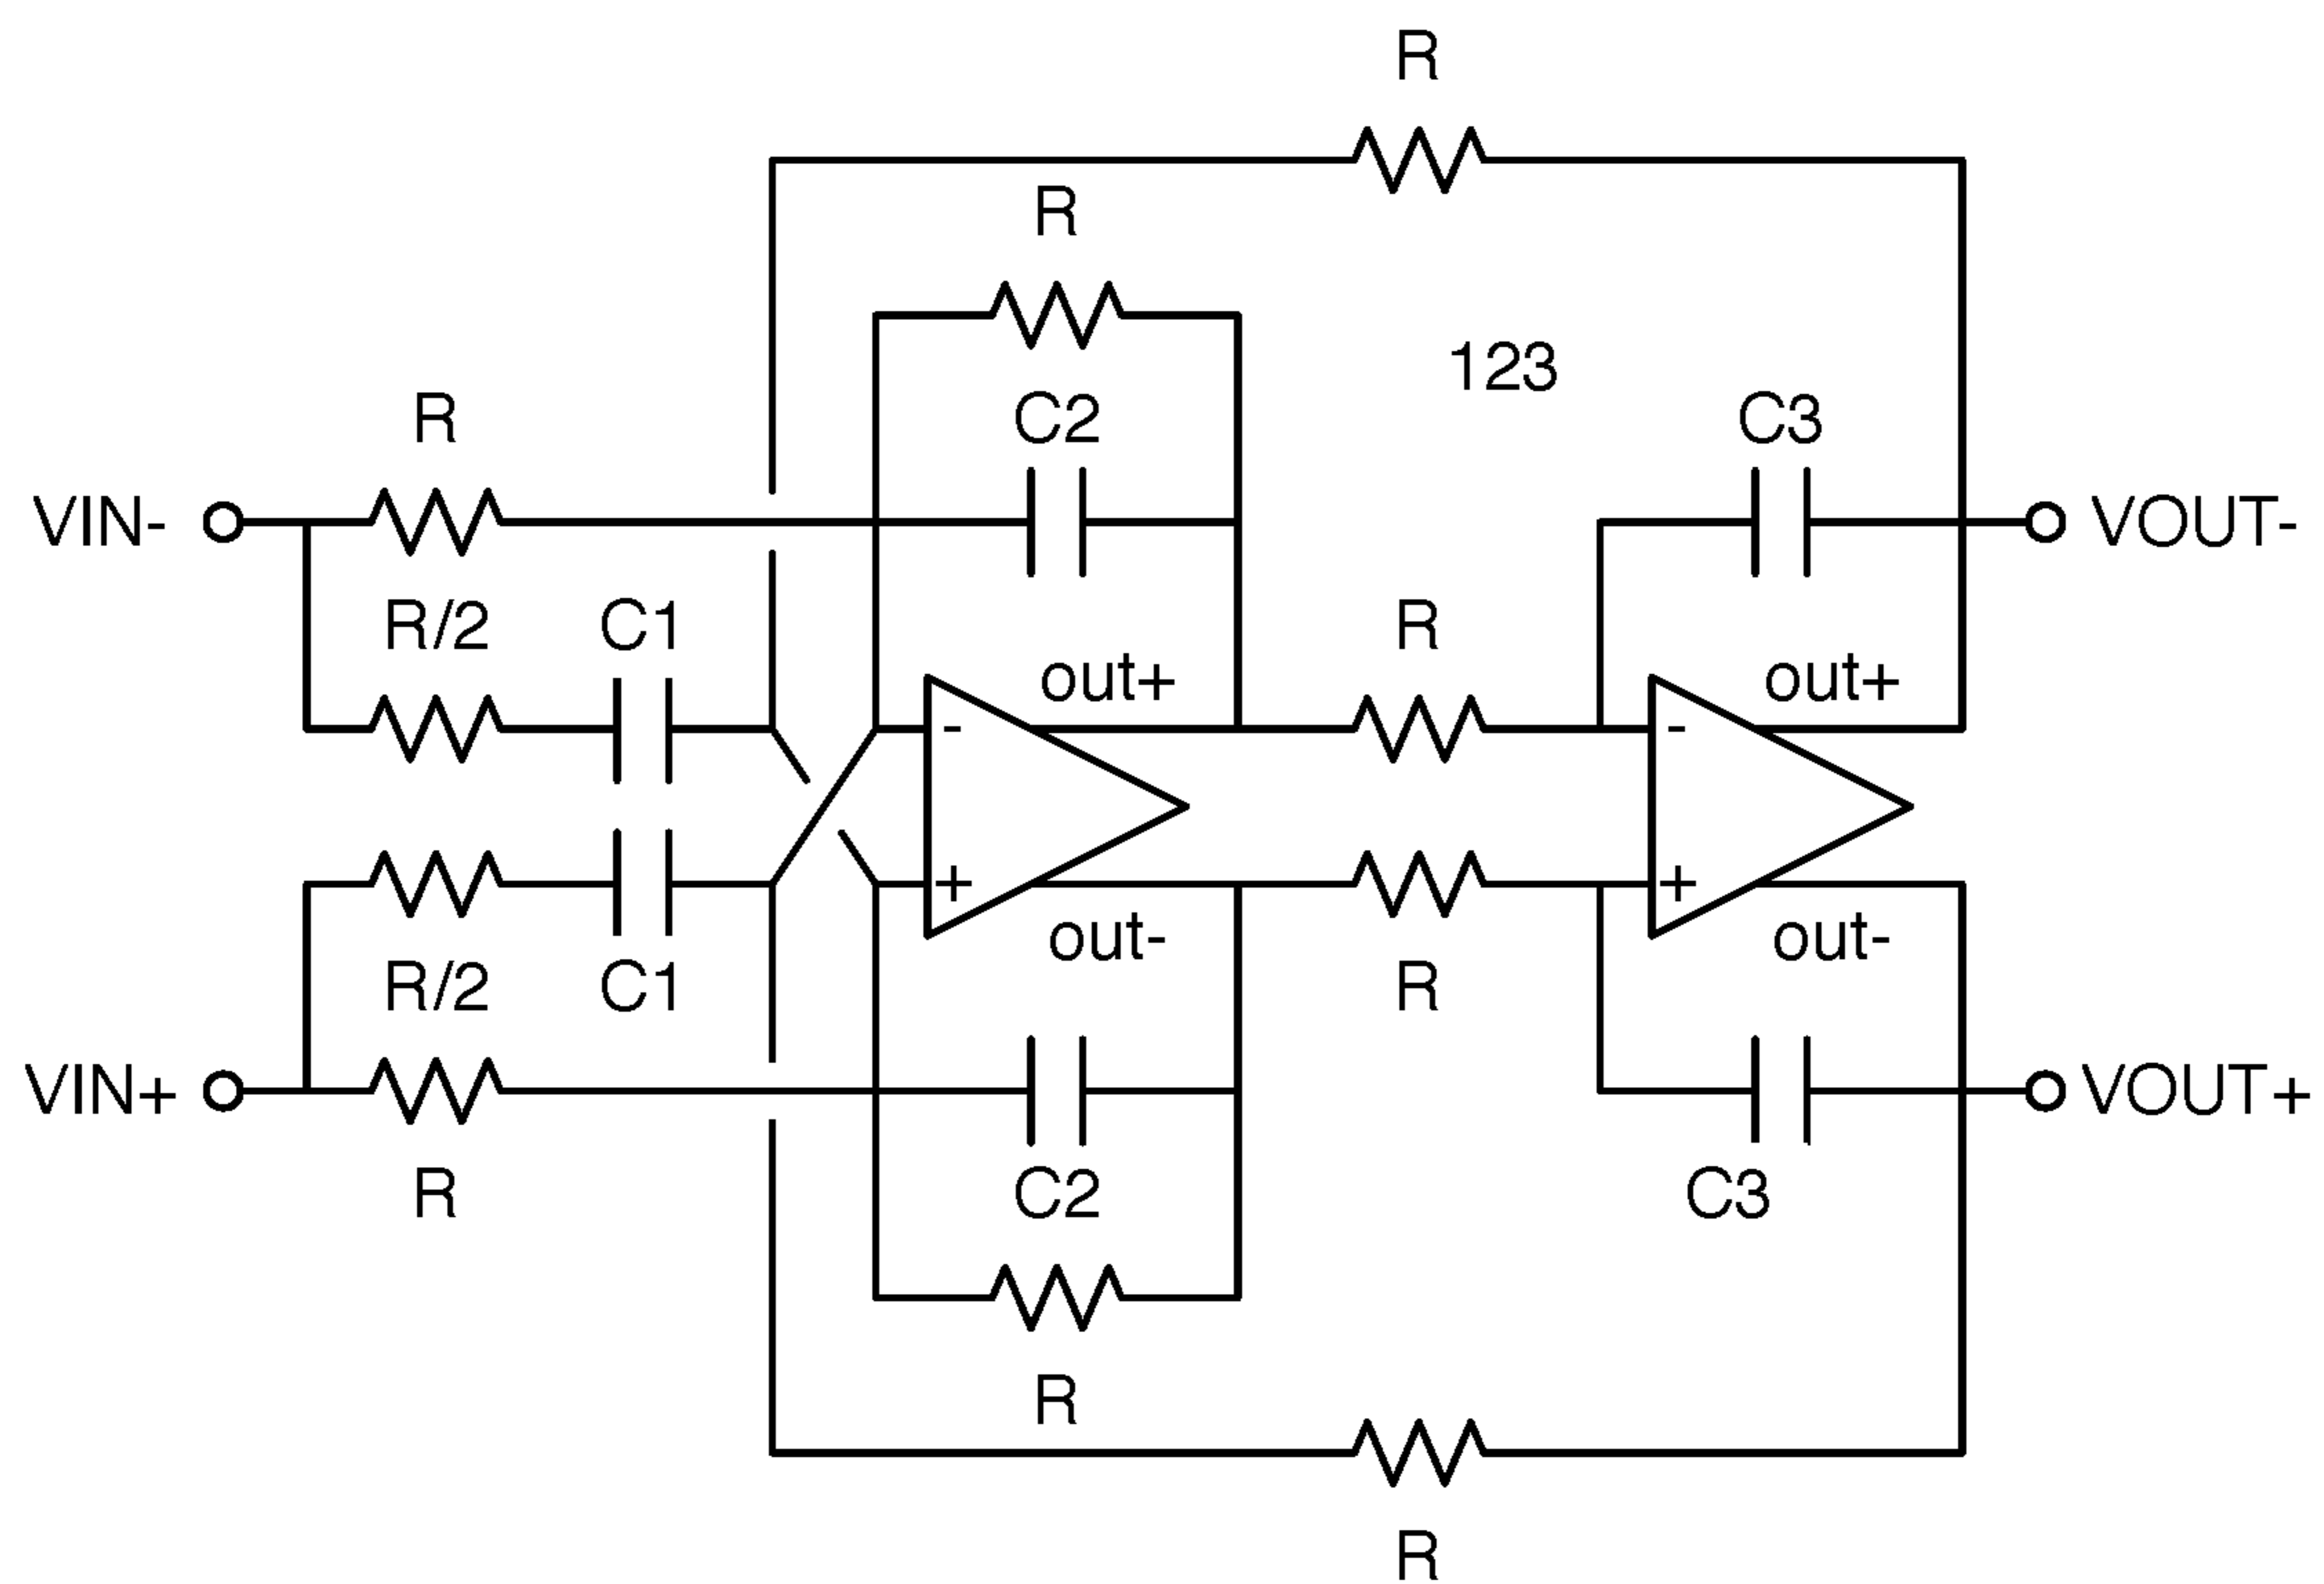 R
R
123
R
C2
C3
VIN-
VOUT-
R/2
C1
R
out+
out+
-
-
+
+
out-
out-
R/2
C1
R
VIN+
VOUT+
R
C2
C3
R
R